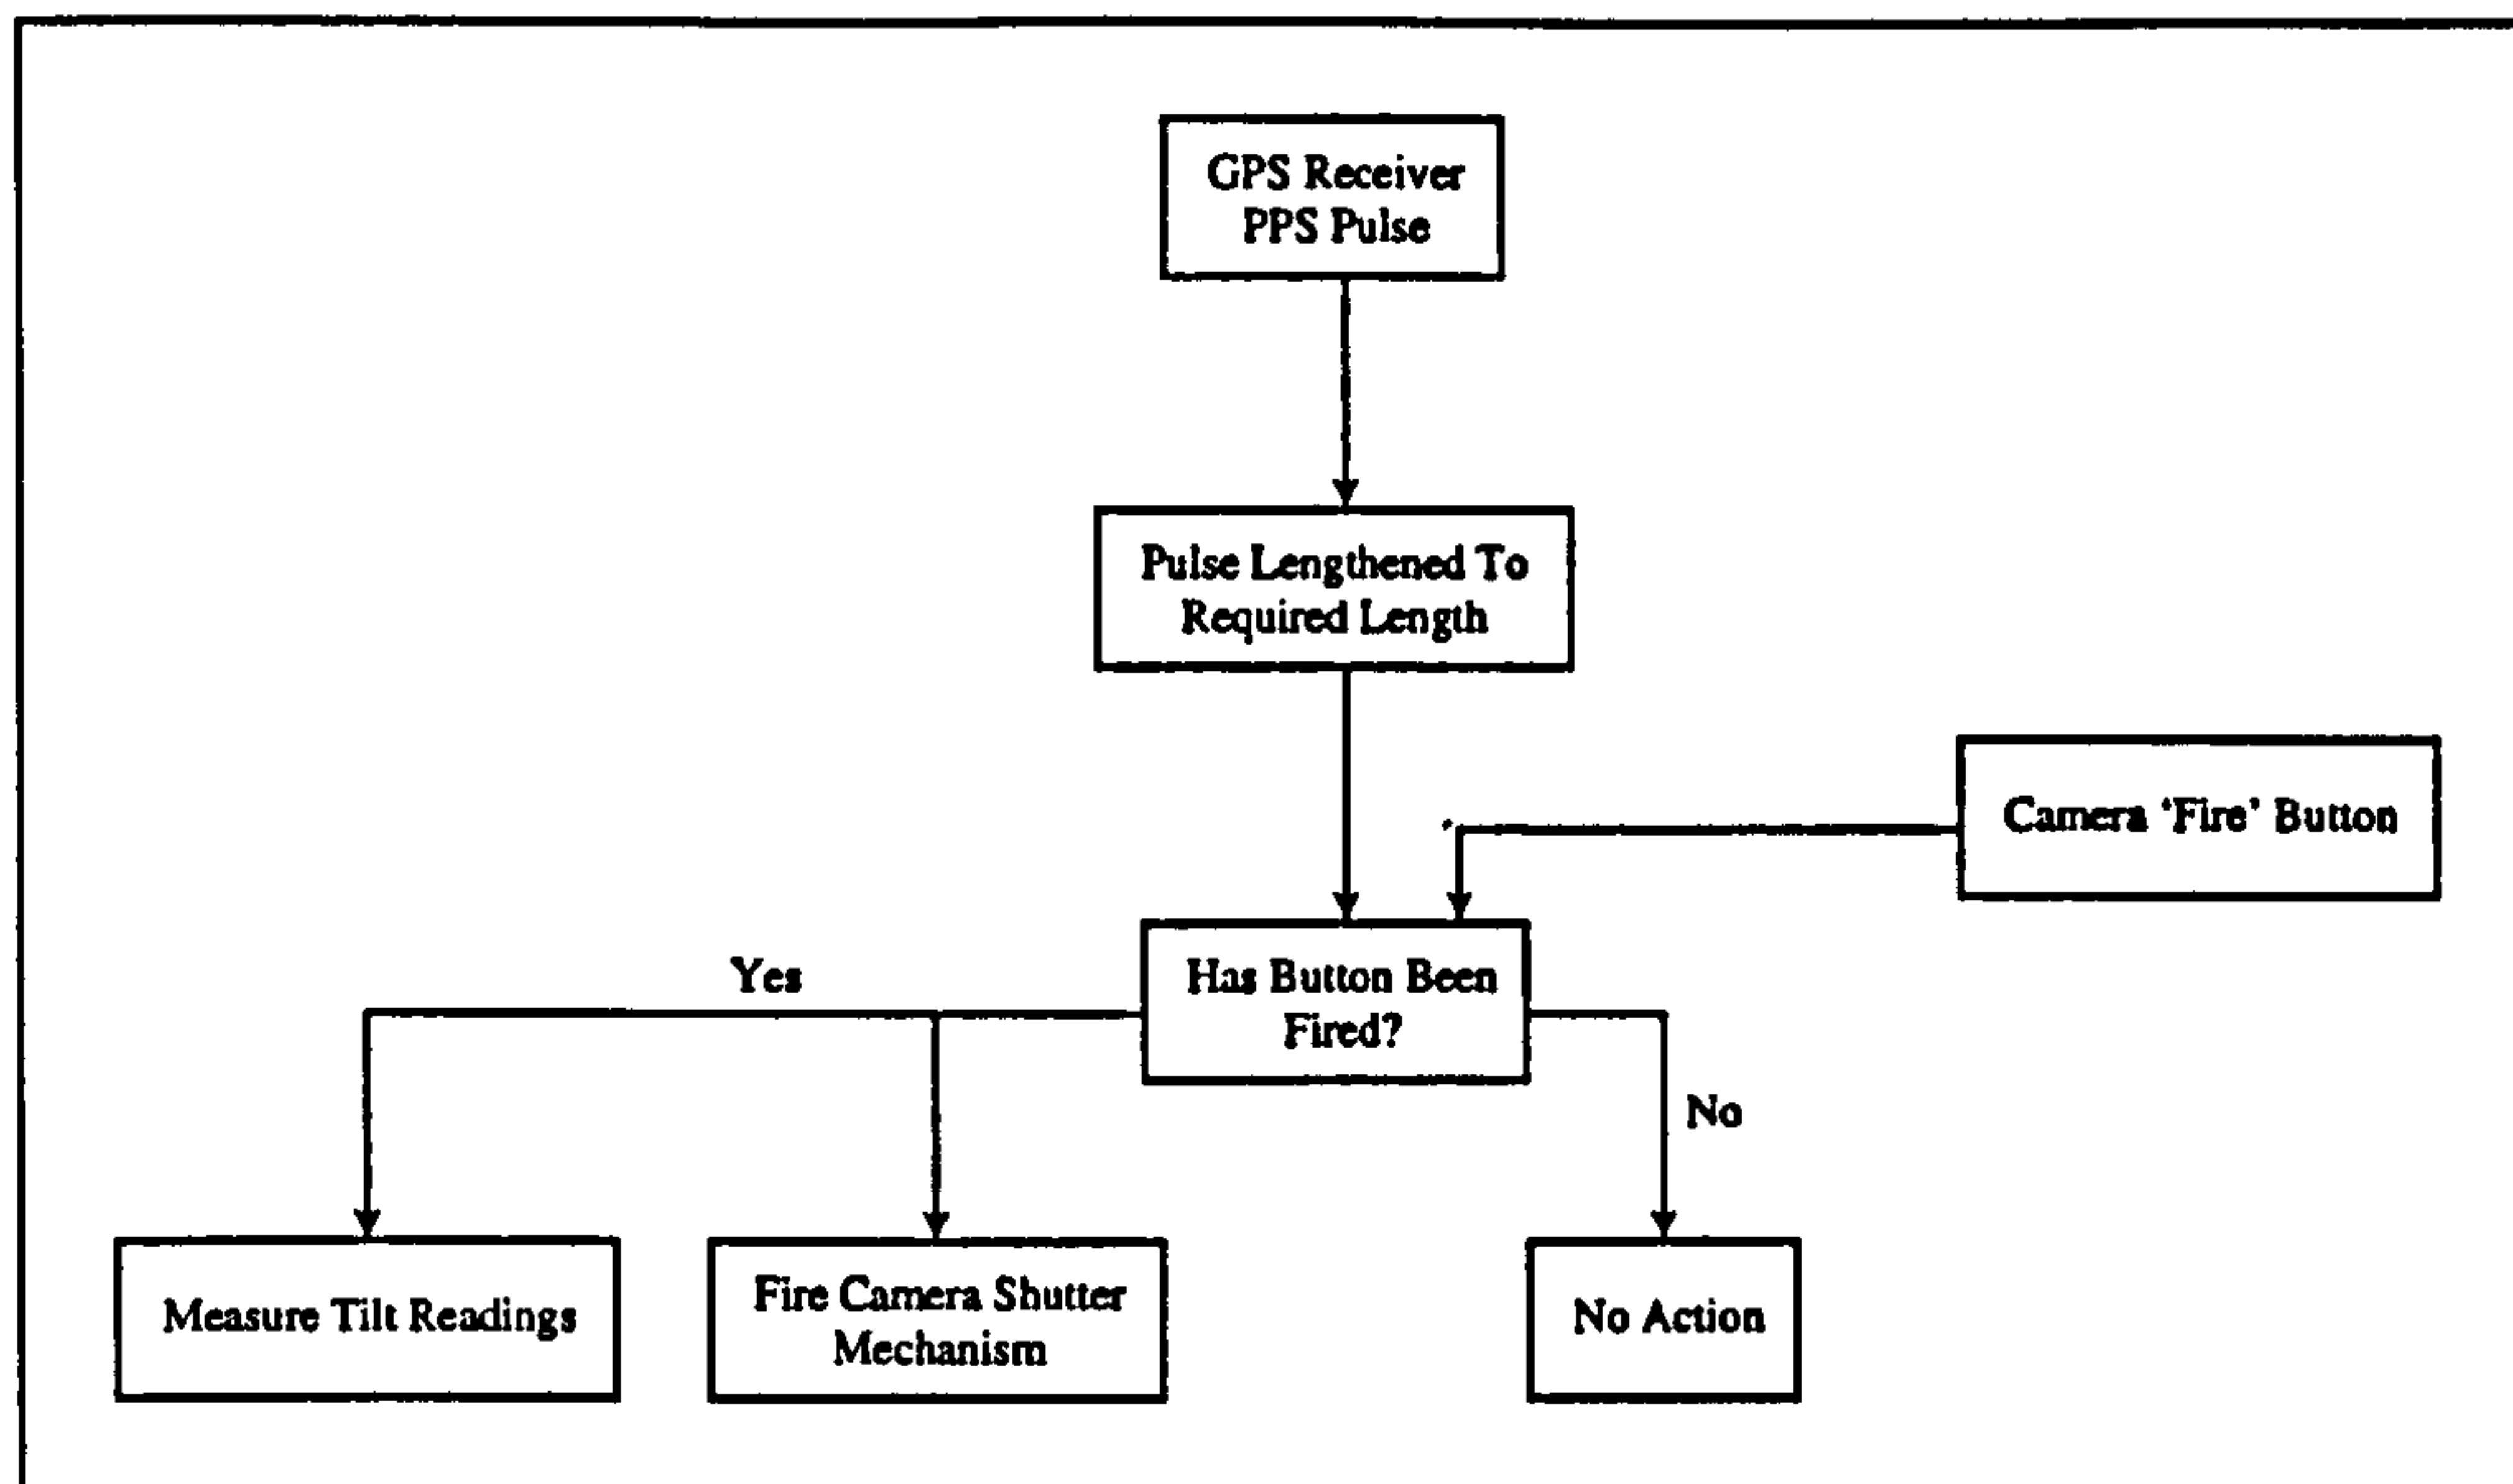 GPS Receiver
PPS Pulse
Pulse Lengthened To
Required Length
Camera ‘Fire’ Button
Has Button Been
Fired?
Yes
No
Measure Tilt Readings
Fire Camera Shutter
Mechanism
No Action